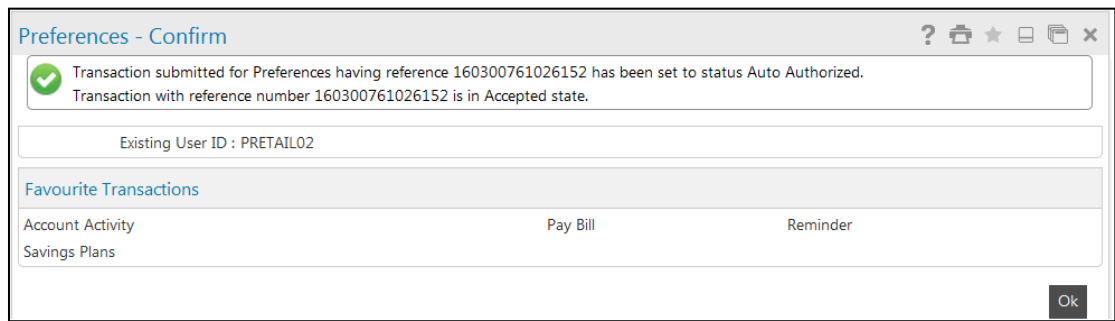 Preferences - Confirm
Transaction submitted for Preferences having reference 160300761026152 has been set to status Auto Authorized.
Transaction with reference number 160300761026152 is in Accepted state.
Existing User ID : PRETAIL02
Favourite Transactions
Account Activity Pay Bill Reminder
Savings Plans
Ok